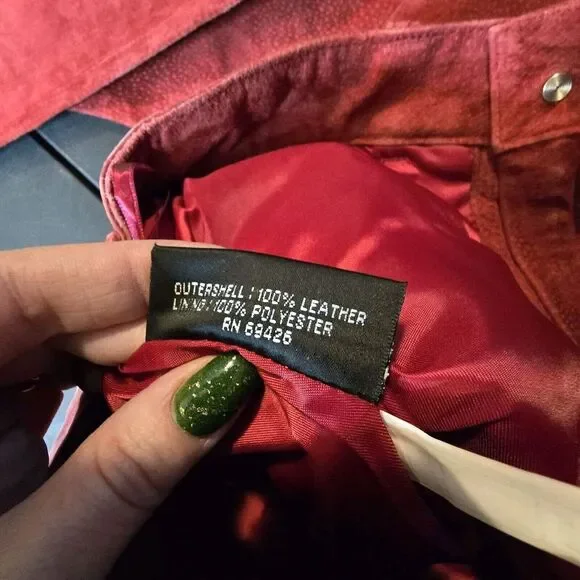 OUTERSHELL : 100% LEATHER
LINING : 100% POLYESTER
RN 69426